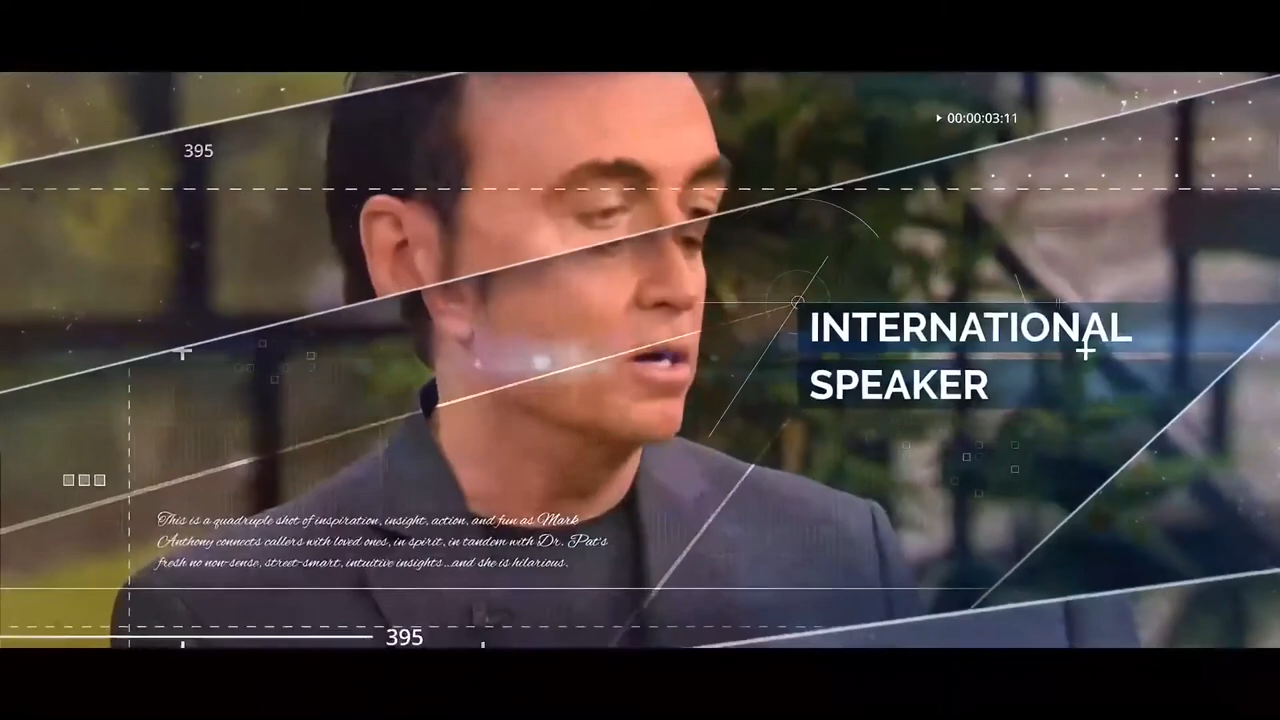 395
00:00:03:11
INTERNATIONAL
SPEAKER
This is a quadruple shot of inspiration, insight, action, and fun as Mark
Anthony connects callers with loved ones, in spirit, in tandem with Dr. Pat's
fresh no non-sense, street-smart, intuitive insights...and she is hilarious.
395